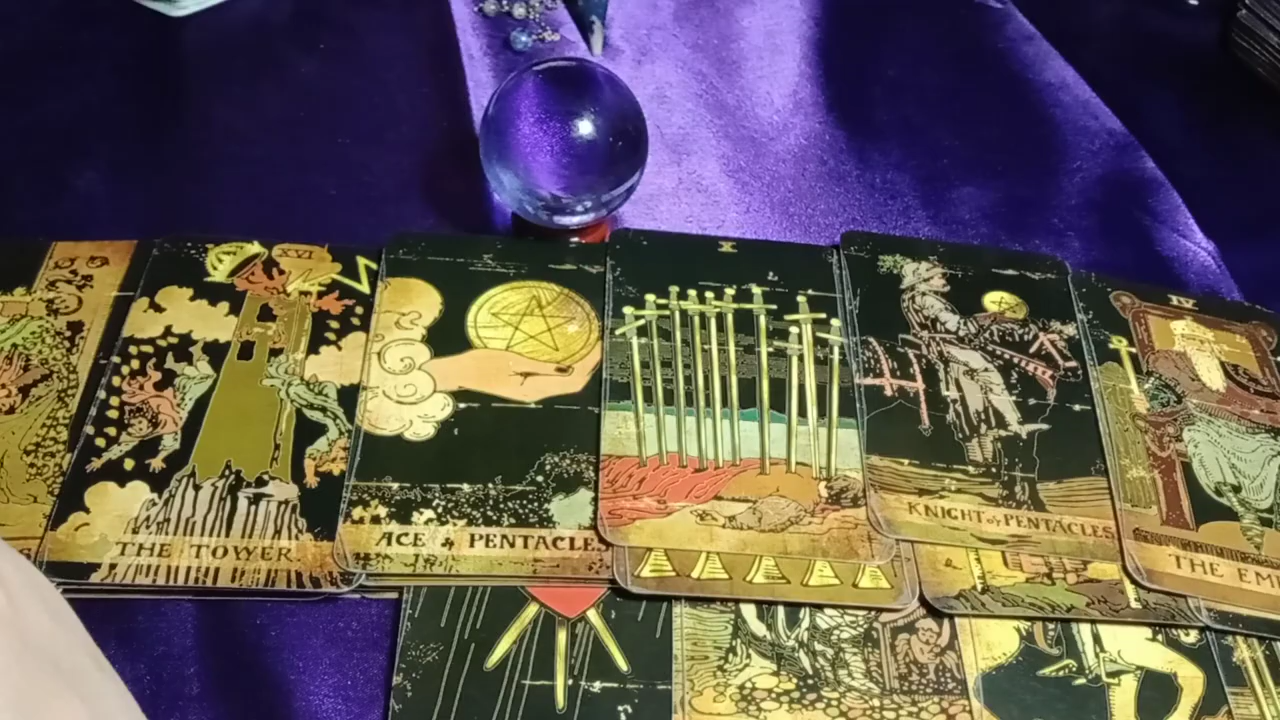 XVI
THE TOWER
ACE of PENTACLES
X
KNIGHT of PENTACLES
IV
THE EM